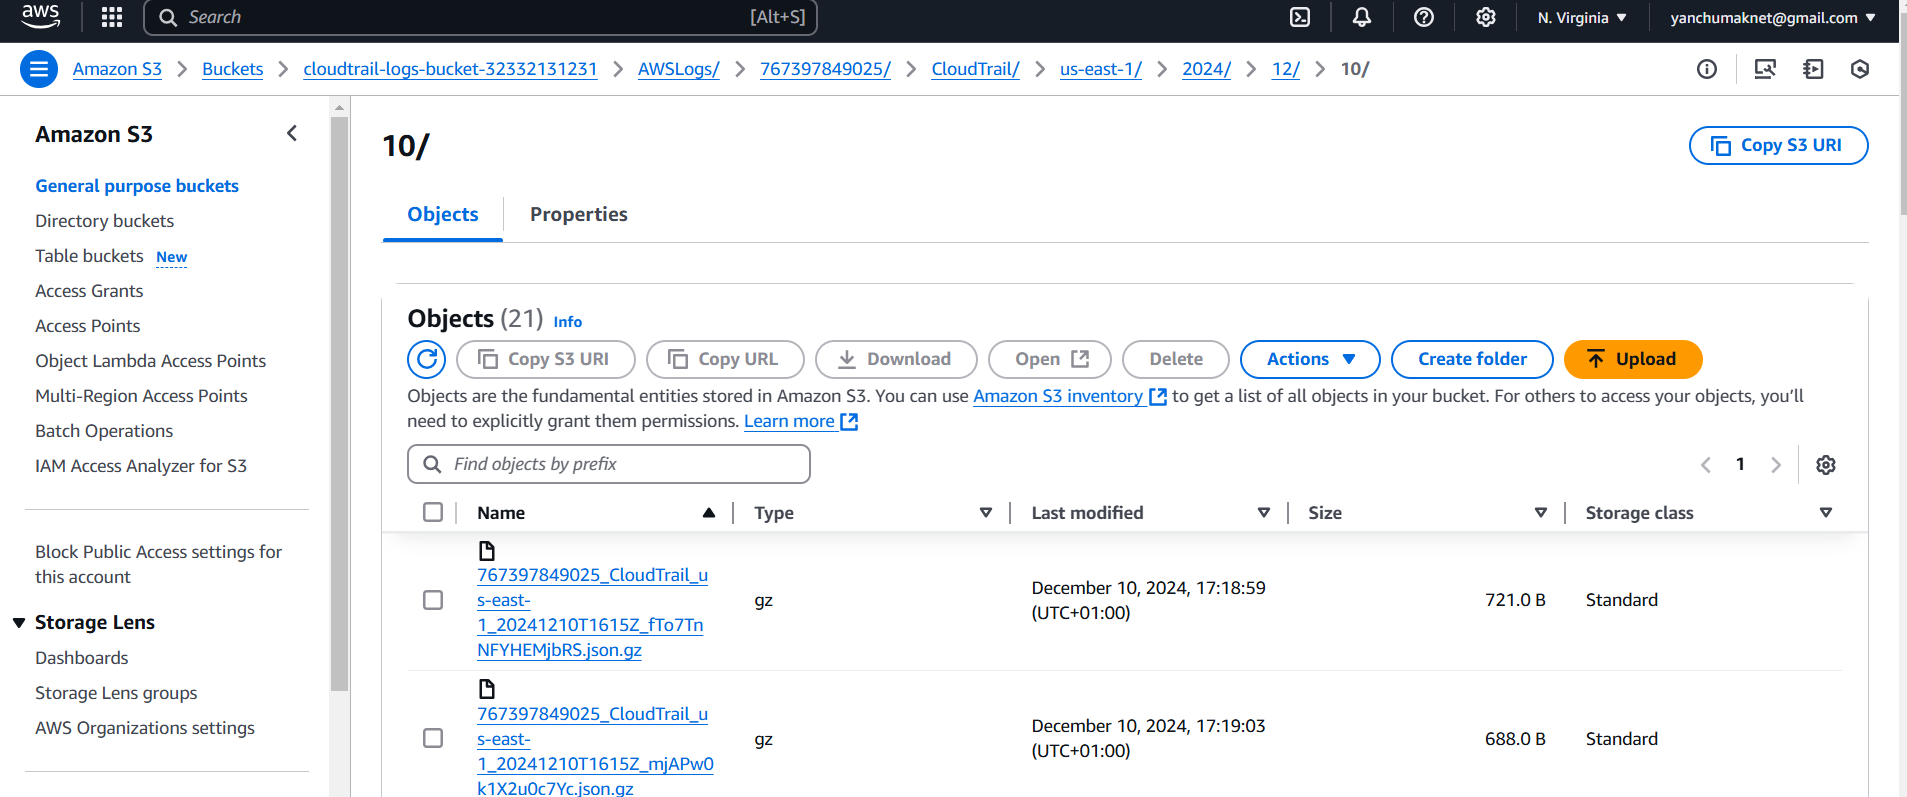 aws
Search [Alt+S] N. Virginia yanchumaknet@gmail.com
Amazon S3 Buckets cloudtrail-logs-bucket-32332131231 AWSLogs/ 767397849025/ CloudTrail/ us-east-1/ 2024/ 12/ 10/
Amazon S3
General purpose buckets
Directory buckets
Table buckets New
Access Grants
Access Points
Object Lambda Access Points
Multi-Region Access Points
Batch Operations
IAM Access Analyzer for S3
Block Public Access settings for
this account
Storage Lens
Dashboards
Storage Lens groups
AWS Organizations settings
10/
Copy S3 URI
Objects Properties
Objects (21) Info
Copy S3 URI Copy URL Download Open Delete Actions Create folder Upload
Objects are the fundamental entities stored in Amazon S3. You can use Amazon S3 inventory to get a list of all objects in your bucket. For others to access your objects, you'll
need to explicitly grant them permissions. Learn more
Find objects by prefix
1
Name Type Last modified Size Storage class
767397849025_CloudTrail_u
s-east-
1_20241210T1615Z_fTo7Tn
NFYHEMjbRS.json.gz
gz
December 10, 2024, 17:18:59
(UTC+01:00)
721.0 B
Standard
767397849025_CloudTrail_u
s-east-
1_20241210T1615Z_mjAPw0
k1X2u0c7Yc.json.gz
gz
December 10, 2024, 17:19:03
(UTC+01:00)
688.0 B
Standard